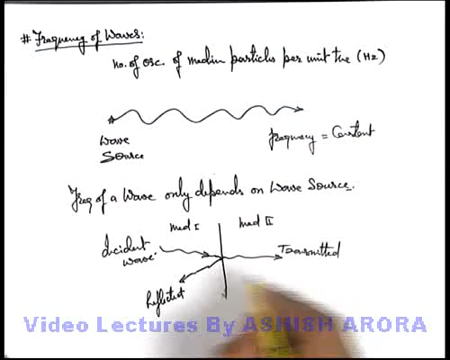 # Frequency of Waves:
no. of osc. of medium particles per unit time (Hz)
Wave
Source
frequency = Constant
Freq of a Wave only depends on Wave Source.
med I
med II
Incident
wave.
Transmitted
Reflected
Video Lectures By ASHISH ARORA